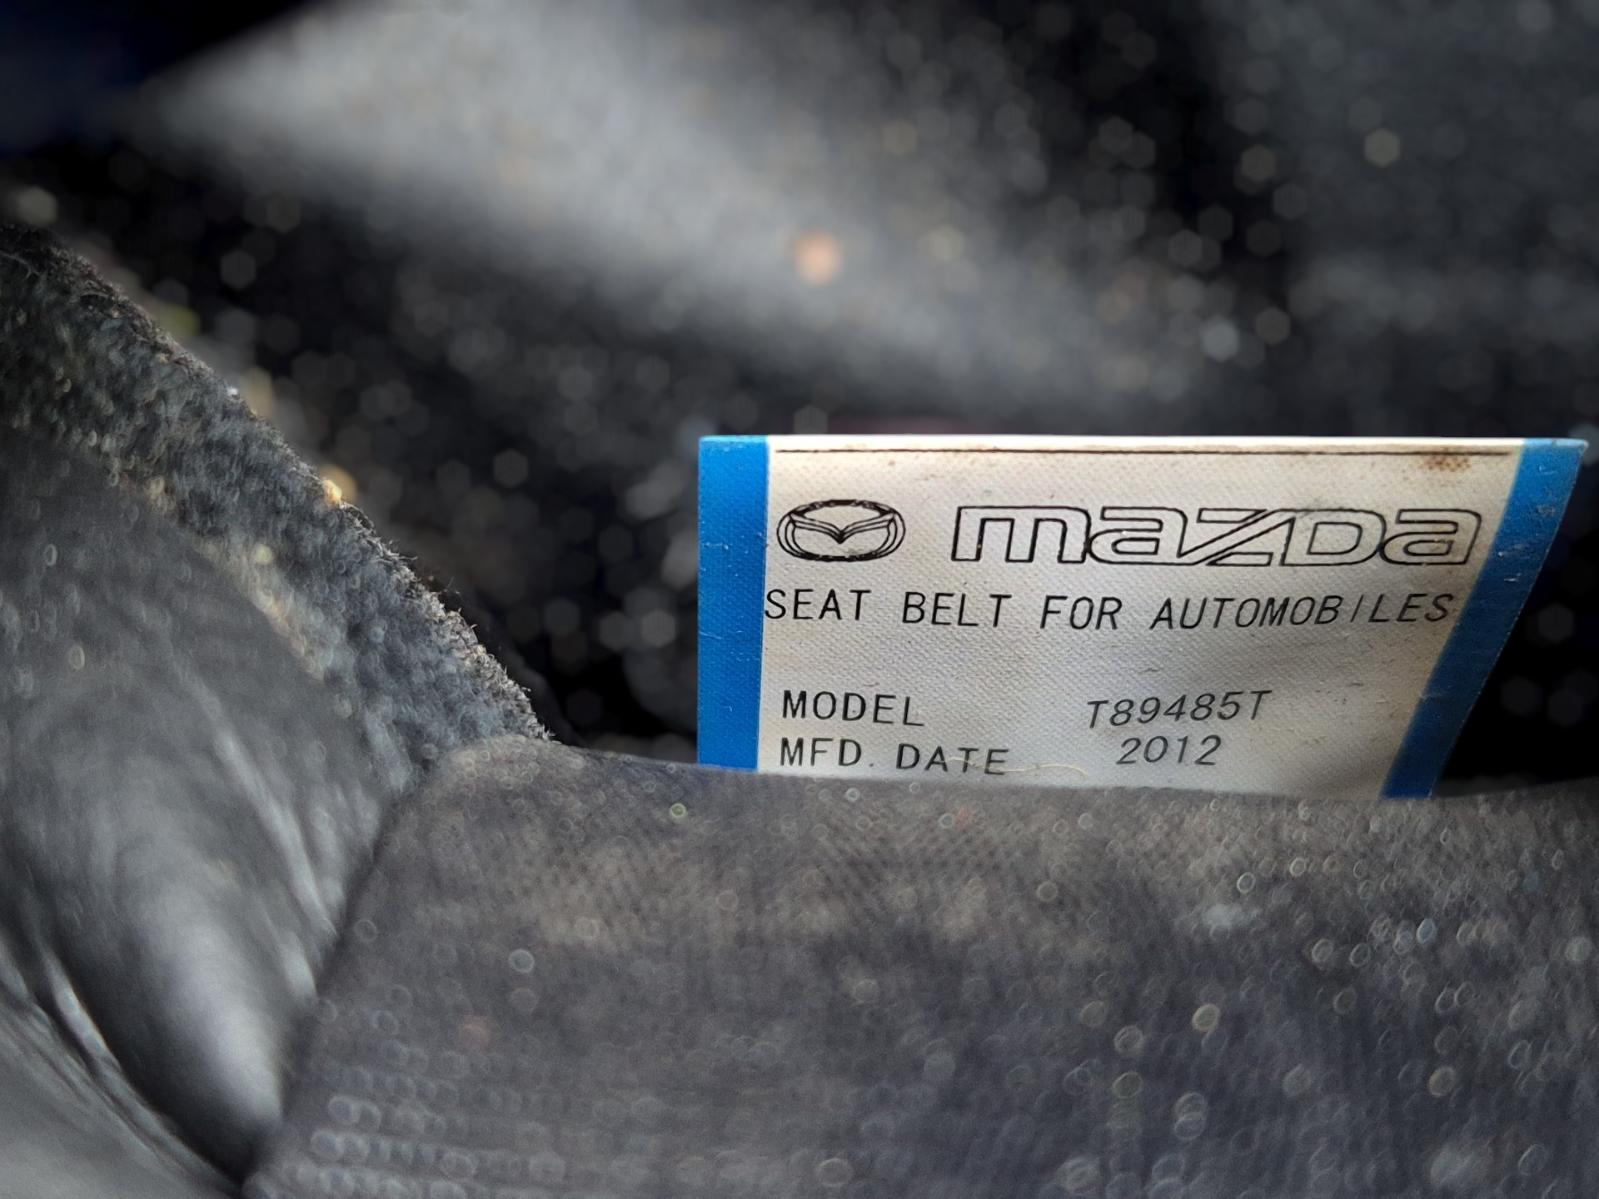 mazda
SEAT BELT FOR AUTOMOBILES
MODEL T89485T
MFD. DATE 2012